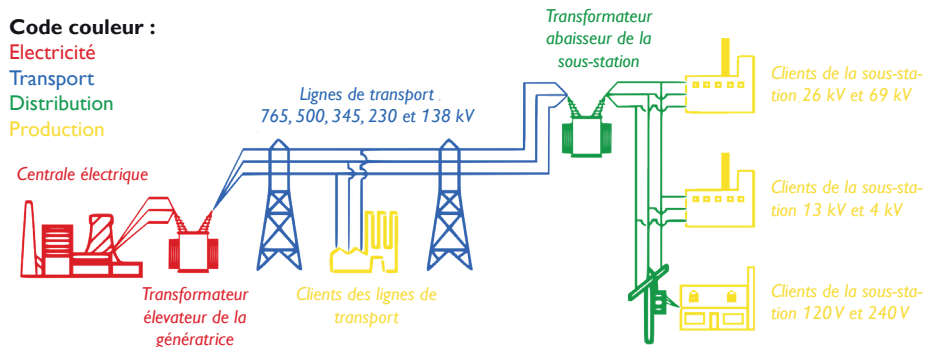 Code couleur :
Electricité
Transport
Distribution
Production
Centrale électrique
Transformateur
élevateur de la
génératrice
Lignes de transport
765, 500, 345, 230 et 138 kV
Clients des lignes de
transport
Transformateur
abaisseur de la
sous-station
Clients de la sous-sta-
tion 26 kV et 69 kV
Clients de la sous-sta-
tion 13 kV et 4 kV
Clients de la sous-sta-
tion 120 V et 240 V